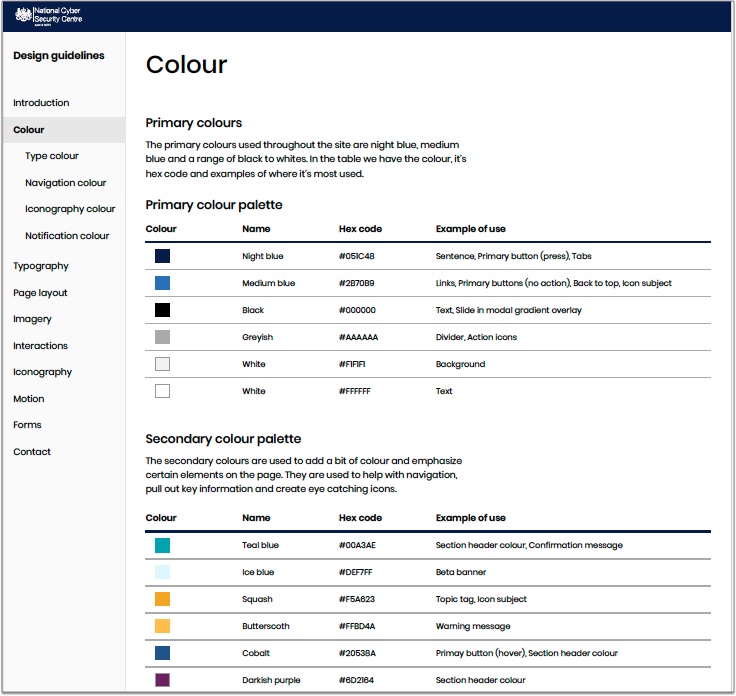 National Cyber
Security Centre
Design guidelines
Introduction
Colour
Type colour
Navigation colour
Iconography colour
Notification colour
Typography
Page layout
Imagery
Interactions
Iconography
Motion
Forms
Contact
Colour
Primary colours
The primary colours used throughout the site are night blue, medium
blue and a range of black to whites. In the table we have the colour, it's
hex code and examples of where it's most used.
Primary colour palette
Colour Name Hex code Example of use
Night blue #051C48 Sentence, Primary button (press), Tabs
Medium blue #2B70B9 Links, Primary buttons (no action), Back to top, Icon subject
Black #000000 Text, Slide in modal gradient overlay
Greyish #AAAAAA Divider, Action icons
White #F1F1F1 Background
White #FFFFFF Text
Secondary colour palette
The secondary colours are used to add a bit of colour and emphasize
certain elements on the page. They are used to help with navigation,
pull out key information and create eye catching icons.
Colour Name Hex code Example of use
Teal blue #00A3AE Section header colour, Confirmation message
Ice blue #DEF7FF Beta banner
Squash #F5A623 Topic tag, Icon subject
Butterscoth #FFBD4A Warning message
Cobalt #20538A Primay button (hover), Section header colour
Darkish purple #6D2164 Section header colour